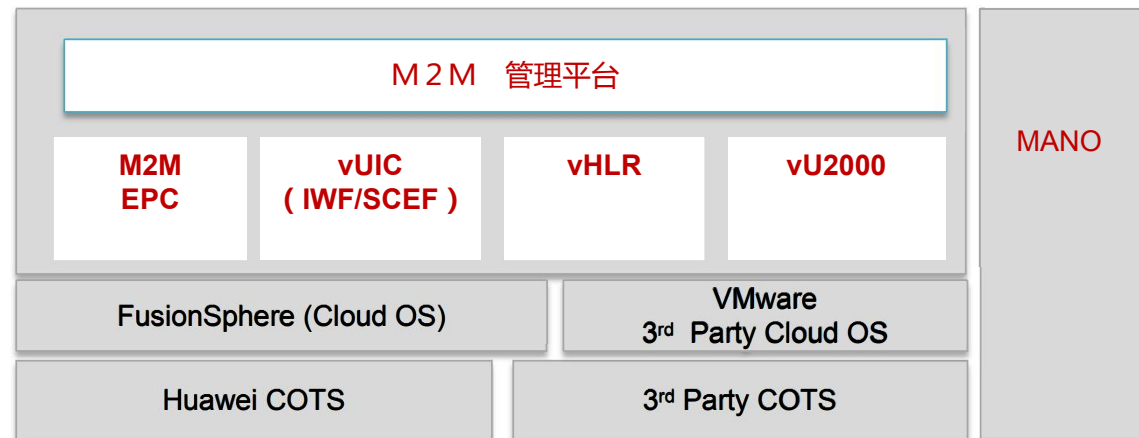 M2M 管理平台
MANO
M2M
EPC
vUIC
(IWF/SCEF)
vHLR
vU2000
FusionSphere (Cloud OS)
VMware
3rd Party Cloud OS
Huawei COTS
3rd Party COTS